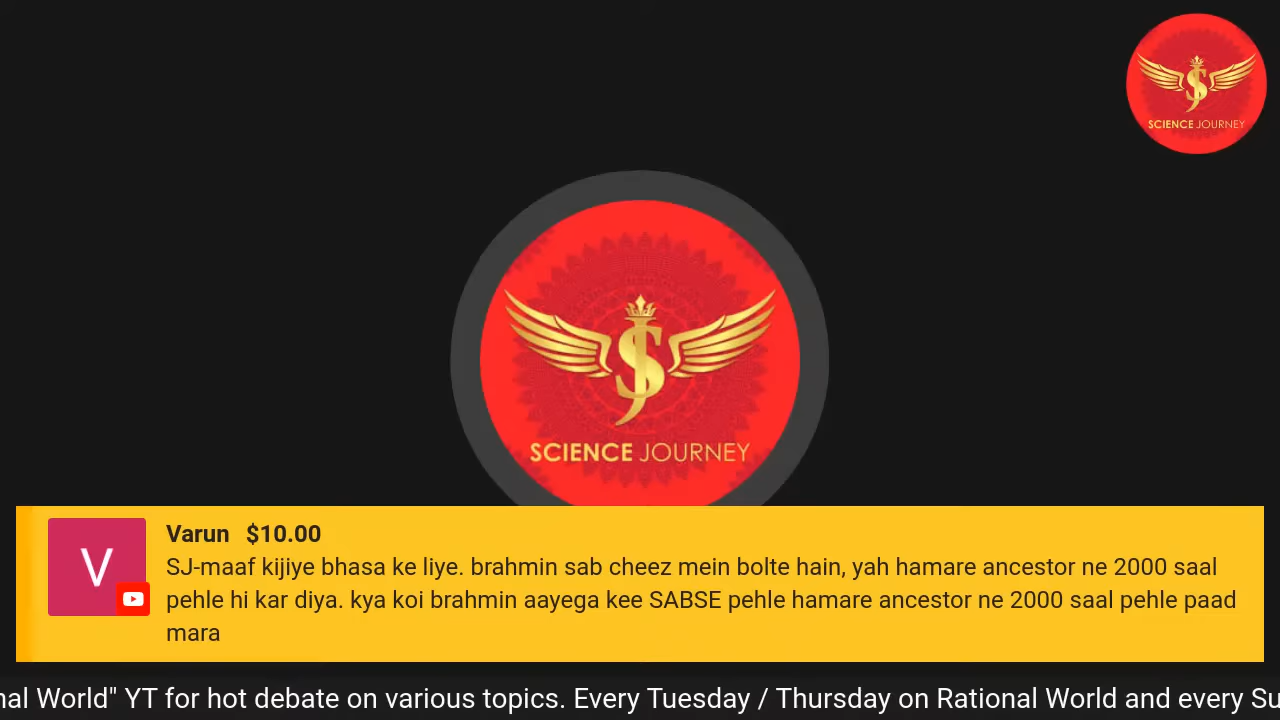 SCIENCE JOURNEY
SCIENCE JOURNEY
V
Varun $10.00
SJ-maaf kijiye bhasa ke liye. brahmin sab cheez mein bolte hain, yah hamare ancestor ne 2000 saal
pehle hi kar diya. kya koi brahmin aayega kee SABSE pehle hamare ancestor ne 2000 saal pehle paad
mara
nal World" YT for hot debate on various topics. Every Tuesday / Thursday on Rational World and every Su